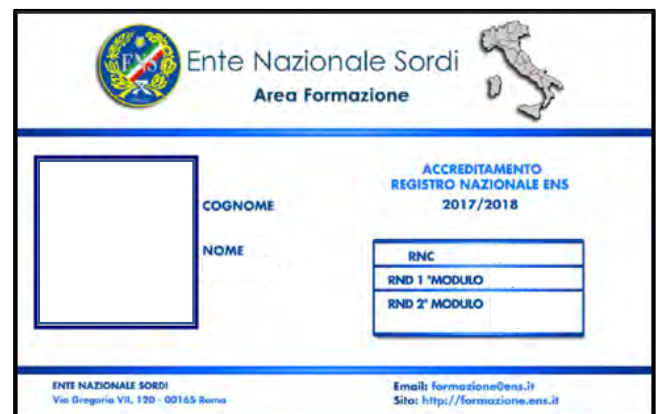 ENS
Ente Nazionale Sordi
Area Formazione
ACCREDITAMENTO
REGISTRO NAZIONALE ENS
2017/2018
COGNOME
NOME
RNC
RND 1 °MODULO
RND 2° MODULO
ENTE NAZIONALE SORDI
Via Gregorio VII, 120 - 00165 Roma
Email: formazione@ens.it
Sito: http://formazione.ens.it